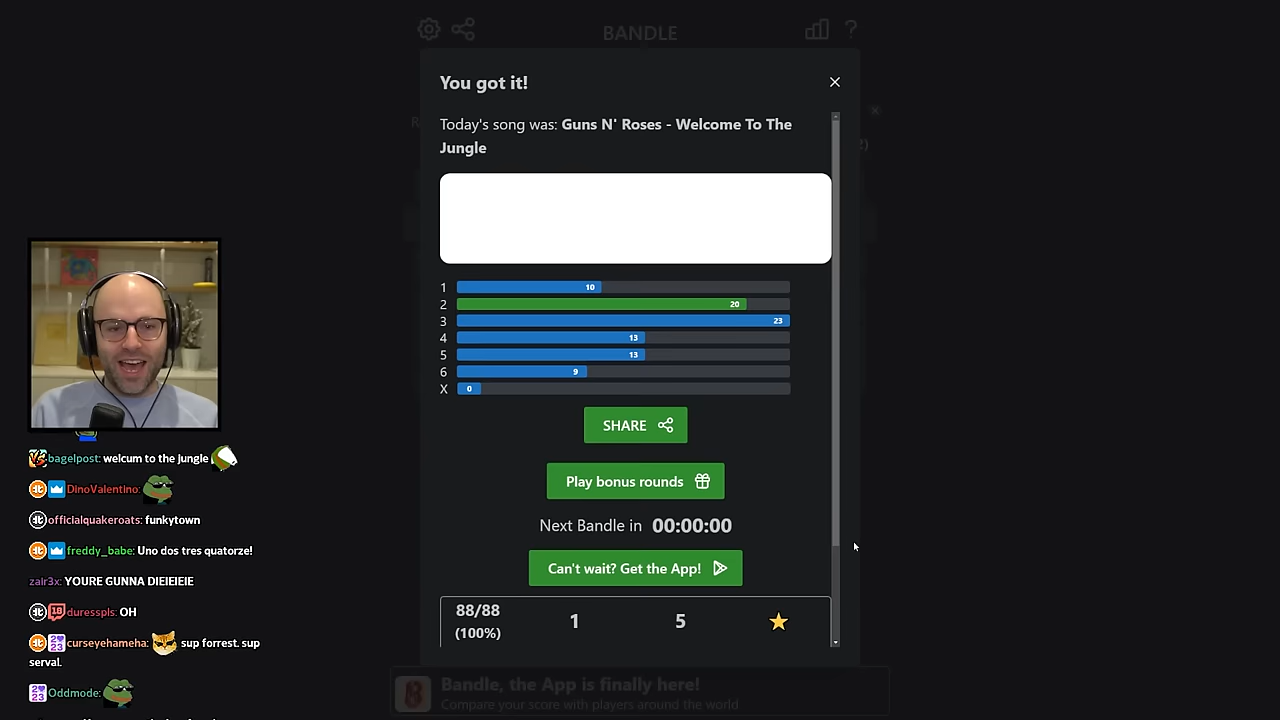 BANDLE
?
You got it!
Today's song was: Guns N' Roses - Welcome To The
Jungle
1 10
2 20
3 23
4 13
5 13
6 9
X 0
SHARE
Play bonus rounds
Next Bandle in 00:00:00
Can't wait? Get the App!
88/88 1 5
(100%)
Bandle, the App is finally here!
Compare your score with players around the world
bagelpost: welcum to the jungle
DinoValentino:
officialquakeroats: funkytown
freddy_babe: Uno dos tres quatorze!
zalr3x: YOURE GUNNA DIEIEIEIE
duresspls: OH
curseyehameha: sup forrest. sup
serval.
Oddmode: